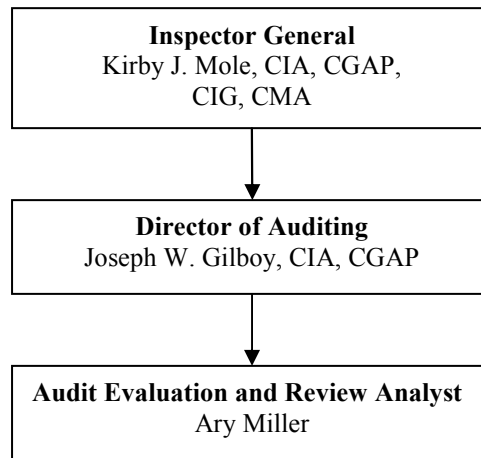 Inspector General
Kirby J. Mole, CIA, CGAP,
CIG, CMA
Director of Auditing
Joseph W. Gilboy, CIA, CGAP
Audit Evaluation and Review Analyst
Ary Miller